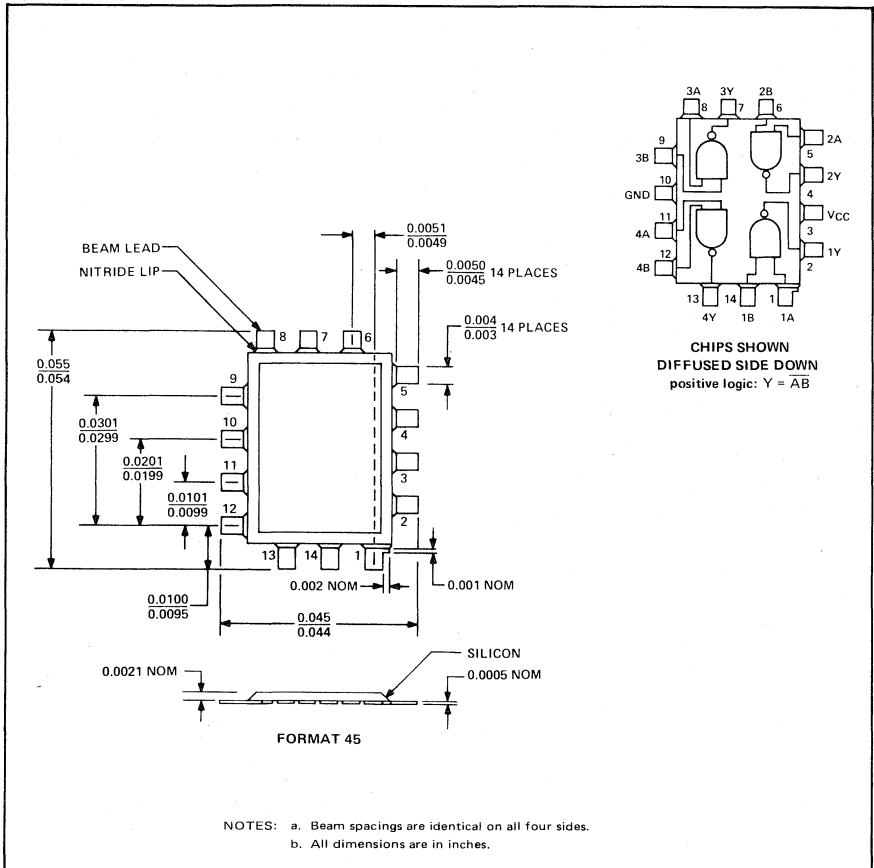 3A 3Y 2B
8 7 6
9
3B
2A
5
10
GND
2Y
4
11
4A
VCC
3
12
4B
1Y
2
13 14 1
4Y 1B 1A
CHIPS SHOWN
DIFFUSED SIDE DOWN
positive logic: Y = A̅B̅
0.0051
0.0049
BEAM LEAD
NITRIDE LIP
0.0050
0.0045 14 PLACES
0.004
0.003 14 PLACES
8 7 6
0.055
0.054
9
5
0.0301
0.0299
10
4
0.0201
0.0199
11
3
0.0101
0.0099
12
2
13 14 1
0.002 NOM
0.001 NOM
0.0100
0.0095
0.045
0.044
SILICON
0.0021 NOM
0.0005 NOM
FORMAT 45
NOTES: a. Beam spacings are identical on all four sides.
b. All dimensions are in inches.